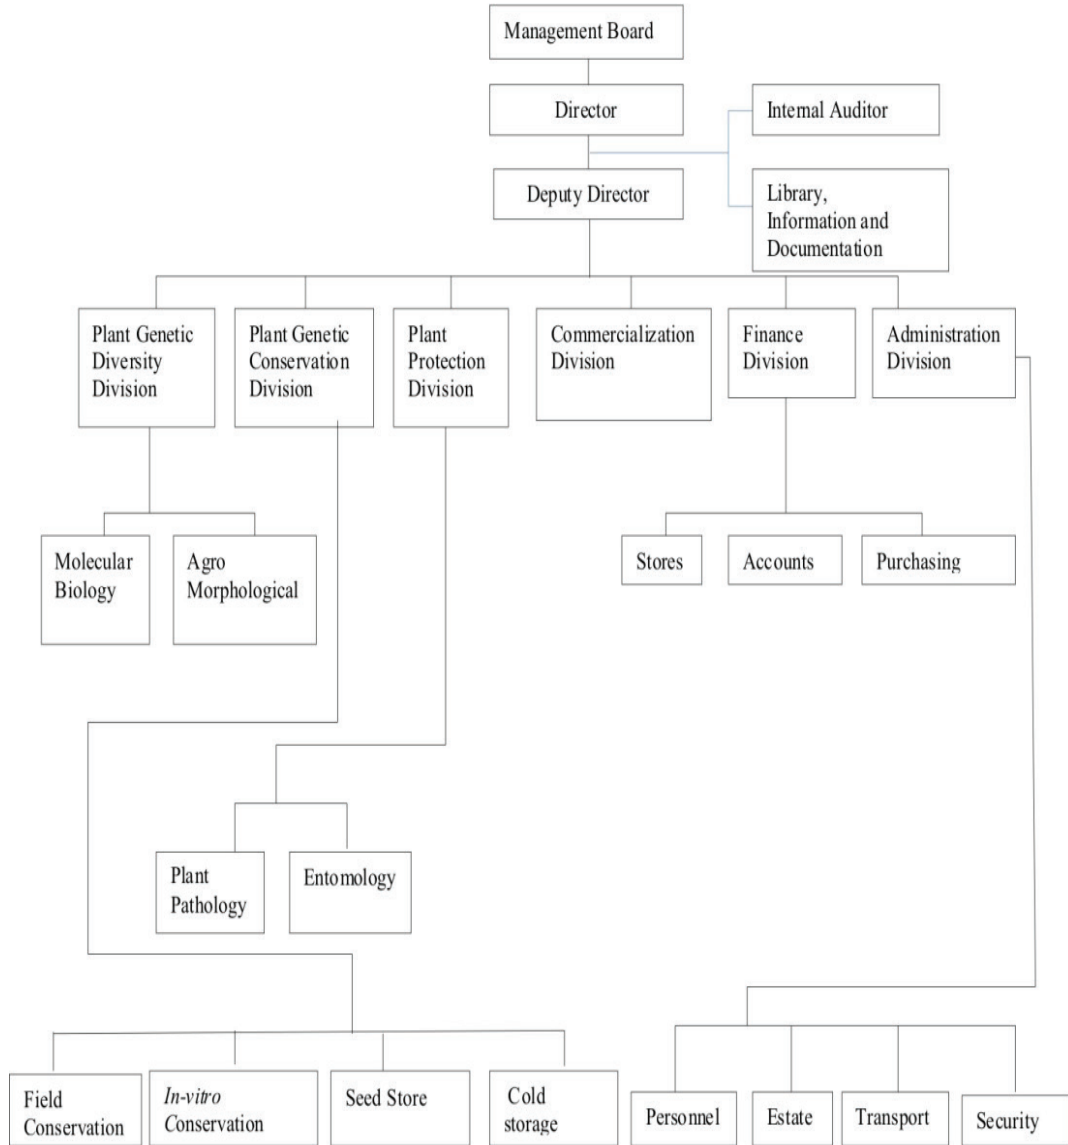 Management Board
Director
Internal Auditor
Deputy Director
Library,
Information and
Documentation
Plant Genetic
Diversity
Division
Plant Genetic
Conservation
Division
Plant
Protection
Division
Commercialization
Division
Finance
Division
Administration
Division
Molecular
Biology
Agro
Morphological
Stores
Accounts
Purchasing
Plant
Pathology
Entomology
Field
Conservation
In-vitro
Conservation
Seed Store
Cold
storage
Personnel
Estate
Transport
Security